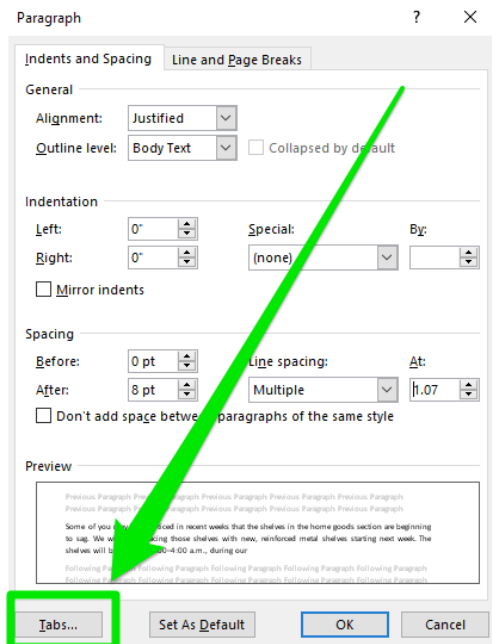 Paragraph ? ×
Indents and Spacing Line and Page Breaks
General
Alignment: Justified
Outline level: Body Text Collapsed by default
Indentation
Left: 0" Special: By:
Right: 0" (none)
Mirror indents
Spacing
Before: 0 pt Line spacing: At:
After: 8 pt Multiple 1.07
Don't add space between paragraphs of the same style
Preview
Previous Paragraph Paragraph Previous Paragraph Previous Paragraph Previous Paragraph
Previous Paragraph Previous Paragraph Previous Paragraph Previous Paragraph
Some of you in recent weeks that the shelves in the home goods section are beginning
to sag. We those shelves with new, reinforced metal shelves starting next week. The
shelves will 4:00 a.m., during our
Following Following Paragraph Following Paragraph Following Paragraph Following Paragraph
Following Paragraph Following Paragraph Following Paragraph Following Paragraph
Tabs... Set As Default OK Cancel